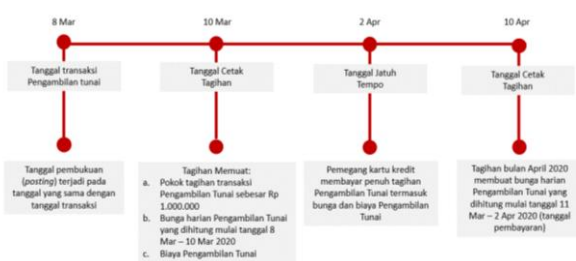 8 Mar
10 Mar
2 Apr
10 Apr
Tanggal transaksi
Pengambilan tunai
Tanggal Cetak
Tagihan
Tanggal Jatuh
Tempo
Tanggal Cetak
Tagihan
Tanggal pembukuan
(posting) terjadi pada
tanggal yang sama dengan
tanggal transaksi
Tagihan Memuat:
a. Pokok tagihan transaksi
Pengambilan Tunai sebesar Rp
1.000.000
b. Bunga harian Pengambilan Tunai
yang dihitung mulai tanggal 8
Mar – 10 Mar 2020
c. Biaya Pengambilan Tunai
Pemegang kartu kredit
membayar penuh tagihan
Pengambilan Tunai termasuk
bunga dan biaya Pengambilan
Tunai
Tagihan bulan April 2020
membuat bunga harian
Pengambilan Tunai yang
dihitung mulai tanggal 11
Mar – 2 Apr 2020 (tanggal
pembayaran)